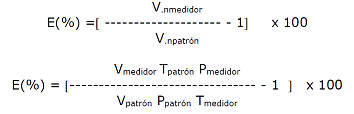 V.nmedidor
E(%) =[ --------------------- - 1] x 100
V.npatrón
Vmedidor Tpatrón Pmedidor
E(%) = [---------------------------------- - 1 ] x 100
Vpatrón Ppatrón Tmedidor